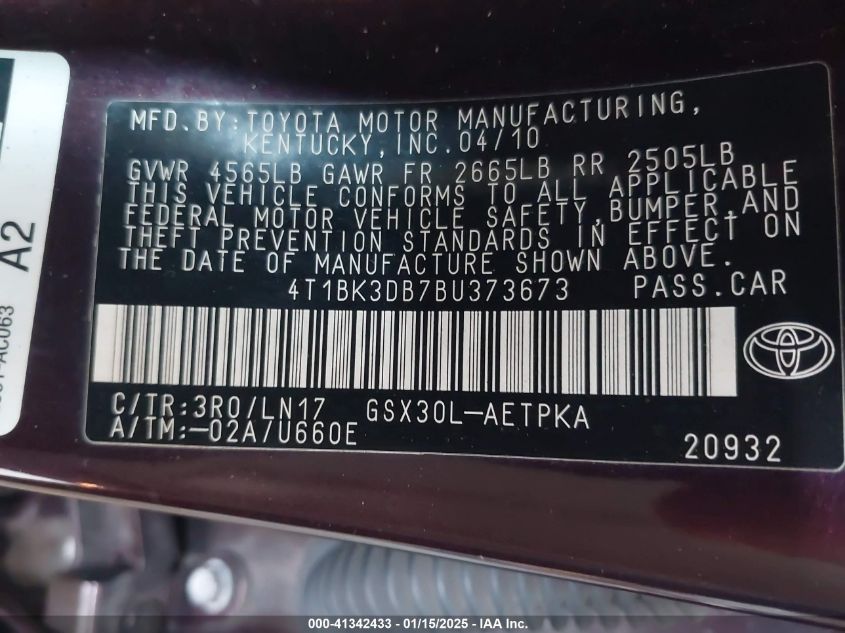 MFD.BY:TOYOTA MOTOR MANUFACTURING,
KENTUCKY,INC.04/10
GVWR 4565LB GAWR FR 2665LB RR 2505LB
THIS VEHICLE CONFORMS TO ALL APPLICABLE
FEDERAL MOTOR VEHICLE SAFETY,BUMPER,AND
THEFT PREVENTION STANDARDS IN EFFECT ON
THE DATE OF MANUFACTURE SHOWN ABOVE.
4T1BK3DB7BU373673 PASS.CAR
C/TR:3R0/LN17 GSX30L-AETPKA
A/TM:-02A/U660E
20932
A2
000-41342433 - 01/15/2025 - IAA Inc.